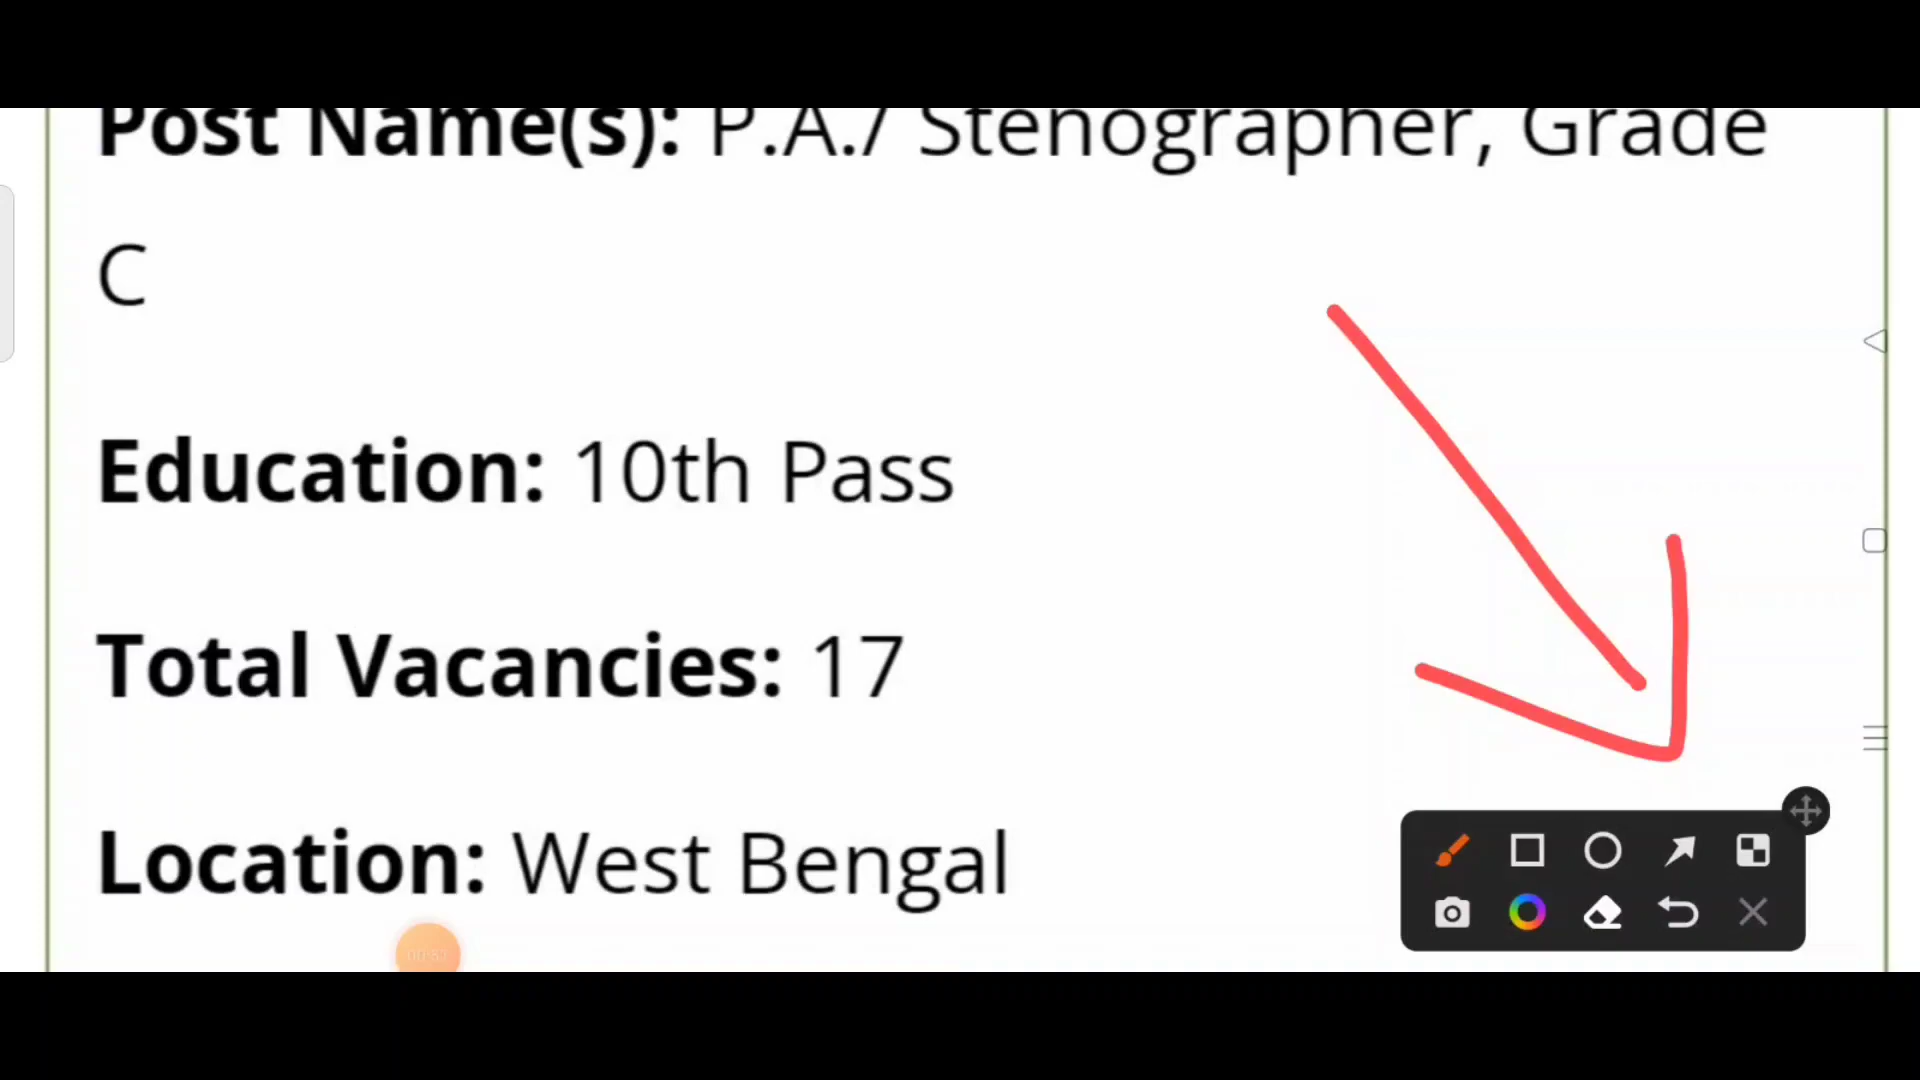 Post Name(s): P.A./ Stenographer, Grade
C
Education: 10th Pass
Total Vacancies: 17
Location: West Bengal